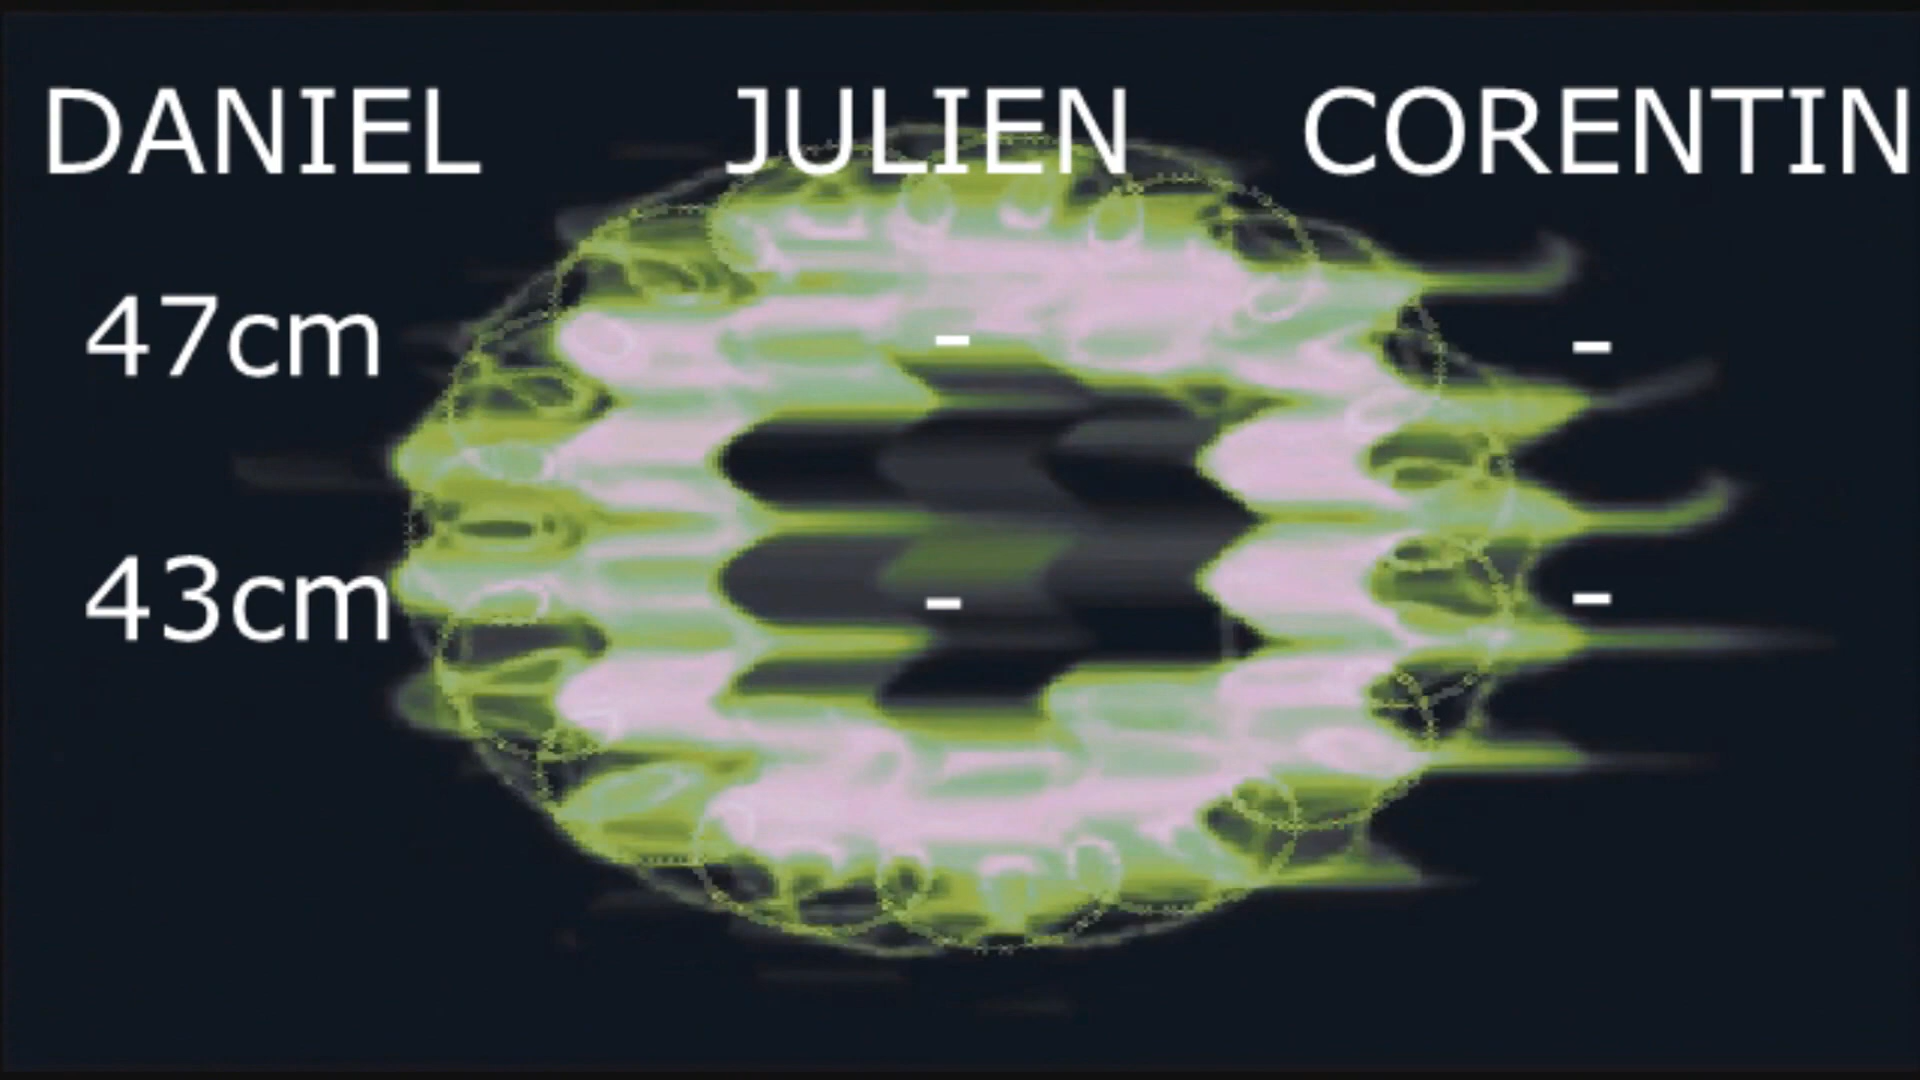 DANIEL JULIEN CORENTIN
47cm - -
43cm - -